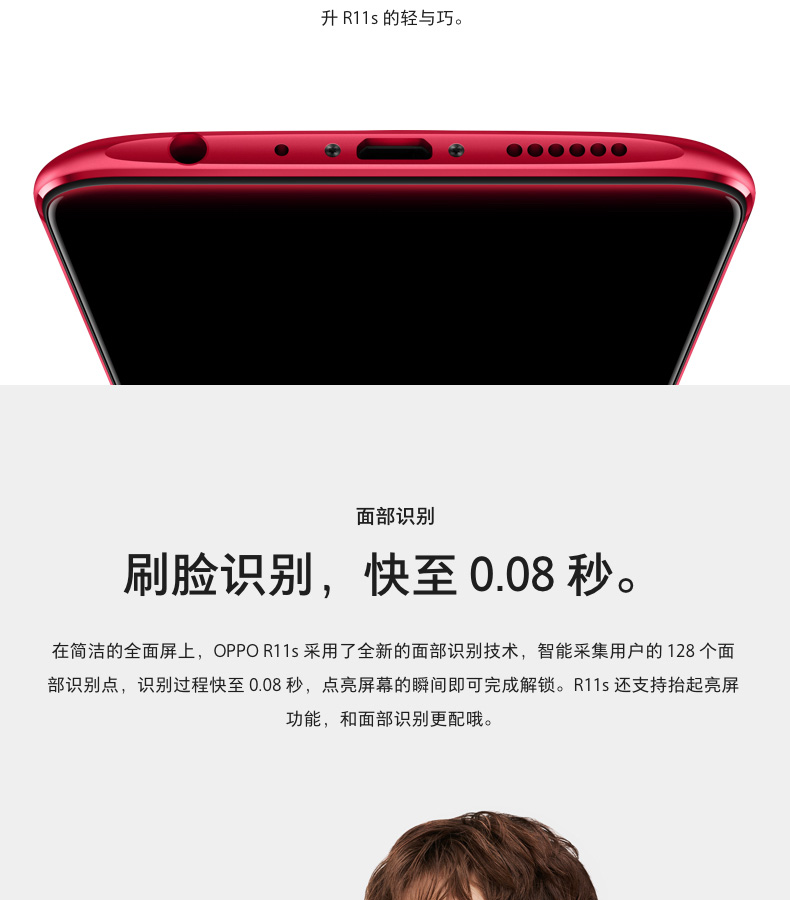 升 R11s 的轻与巧。
面部识别
刷脸识别，快至 0.08 秒。
在简洁的全面屏上，OPPO R11s 采用了全新的面部识别技术，智能采集用户的 128 个面
部识别点，识别过程快至 0.08 秒，点亮屏幕的瞬间即可完成解锁。R11s 还支持抬起亮屏
功能，和面部识别更配哦。